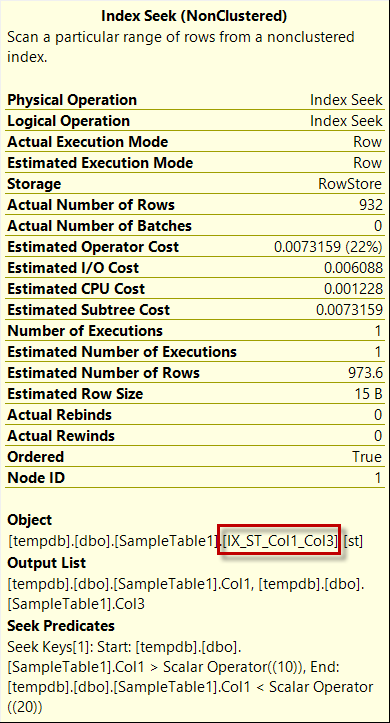 Index Seek (NonClustered)
Scan a particular range of rows from a nonclustered
index.
Physical Operation Index Seek
Logical Operation Index Seek
Actual Execution Mode Row
Estimated Execution Mode Row
Storage RowStore
Actual Number of Rows 932
Actual Number of Batches 0
Estimated Operator Cost 0.0073159 (22%)
Estimated I/O Cost 0.006088
Estimated CPU Cost 0.001228
Estimated Subtree Cost 0.0073159
Number of Executions 1
Estimated Number of Executions 1
Estimated Number of Rows 973.6
Estimated Row Size 15 B
Actual Rebinds 0
Actual Rewinds 0
Ordered True
Node ID 1
Object
[tempdb].[dbo].[SampleTable1].[IX_ST_Col1_Col3] [st]
Output List
[tempdb].[dbo].[SampleTable1].Col1, [tempdb].[dbo].
[SampleTable1].Col3
Seek Predicates
Seek Keys[1]: Start: [tempdb].[dbo].
[SampleTable1].Col1 > Scalar Operator((10)), End:
[tempdb].[dbo].[SampleTable1].Col1 < Scalar Operator
((20))